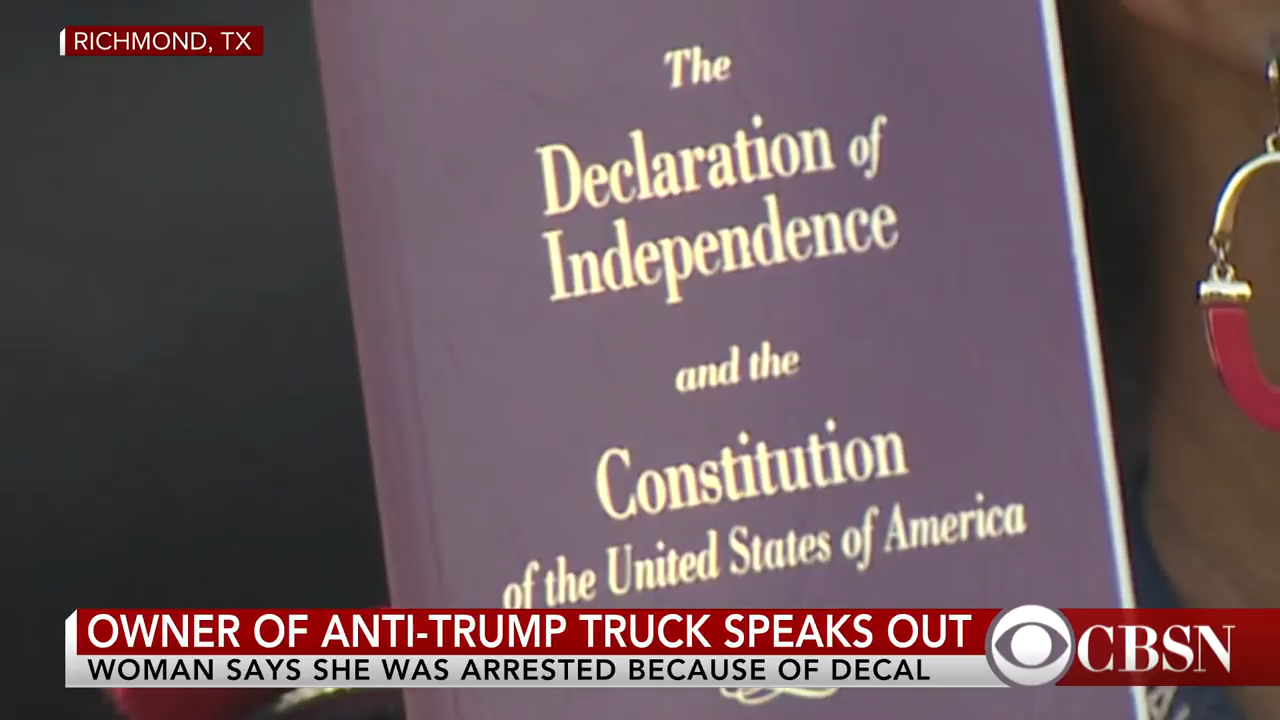 RICHMOND, TX
The
Declaration of
Independence
and the
Constitution
of the United States of America
OWNER OF ANTI-TRUMP TRUCK SPEAKS OUT
WOMAN SAYS SHE WAS ARRESTED BECAUSE OF DECAL
CBSN